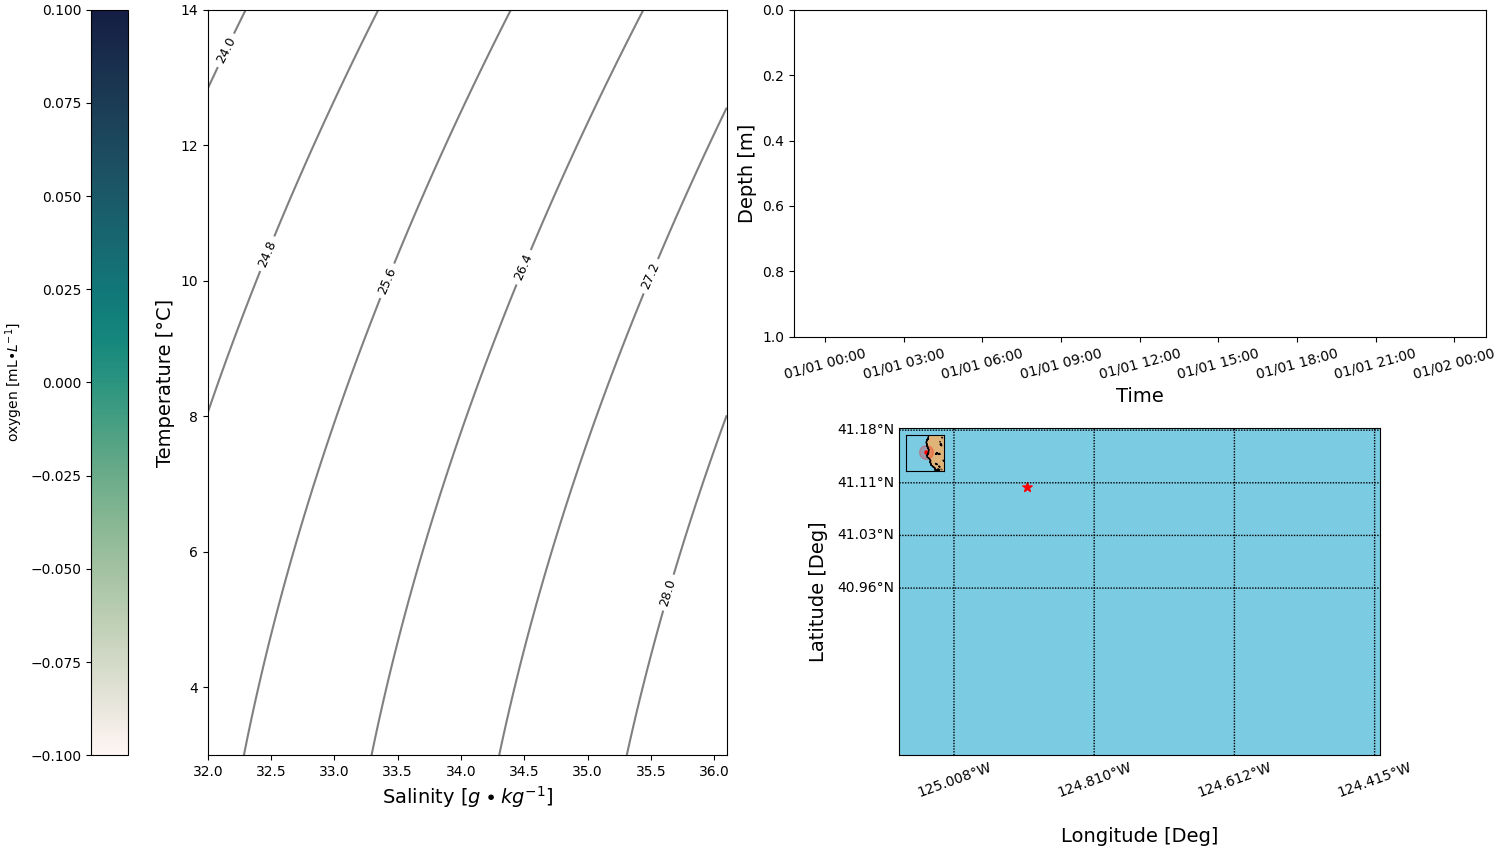 0.100
0.075
0.050
0.025
0.000
−0.025
−0.050
−0.075
−0.100
oxygen [mL•L⁻¹]
14
12
10
8
6
4
Temperature [°C]
24.0
24.8
25.6
26.4
27.2
28.0
32.0 32.5 33.0 33.5 34.0 34.5 35.0 35.5 36.0
Salinity [g • kg⁻¹]
0.0
0.2
0.4
0.6
0.8
1.0
Depth [m]
01/01 00:00 01/01 03:00 01/01 06:00 01/01 09:00 01/01 12:00 01/01 15:00 01/01 18:00 01/01 21:00 01/02 00:00
Time
41.18°N
41.11°N
41.03°N
40.96°N
Latitude [Deg]
125.008°W 124.810°W 124.612°W 124.415°W
Longitude [Deg]